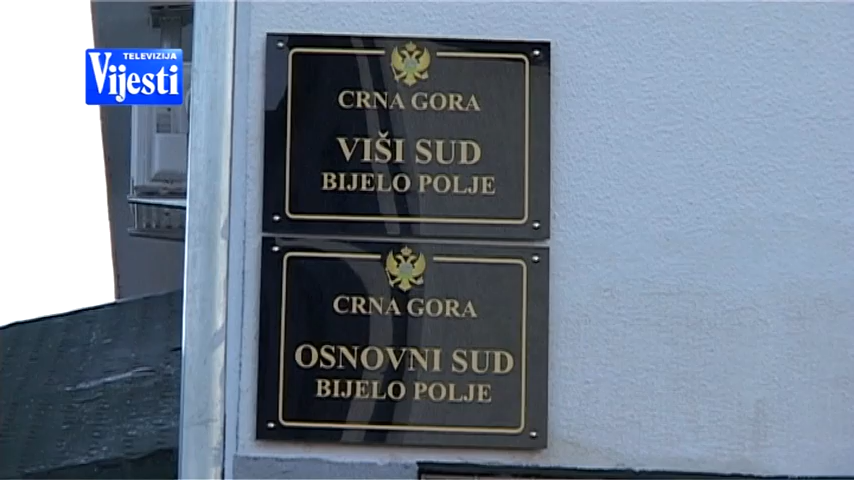 TELEVIZIJA
Vijesti
CRNA GORA
VIŠI SUD
BIJELO POLJE
CRNA GORA
OSNOVNI SUD
BIJELO POLJE